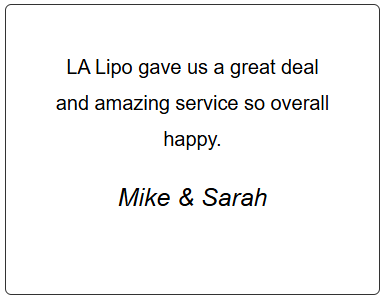 LA Lipo gave us a great deal
and amazing service so overall
happy.
Mike & Sarah